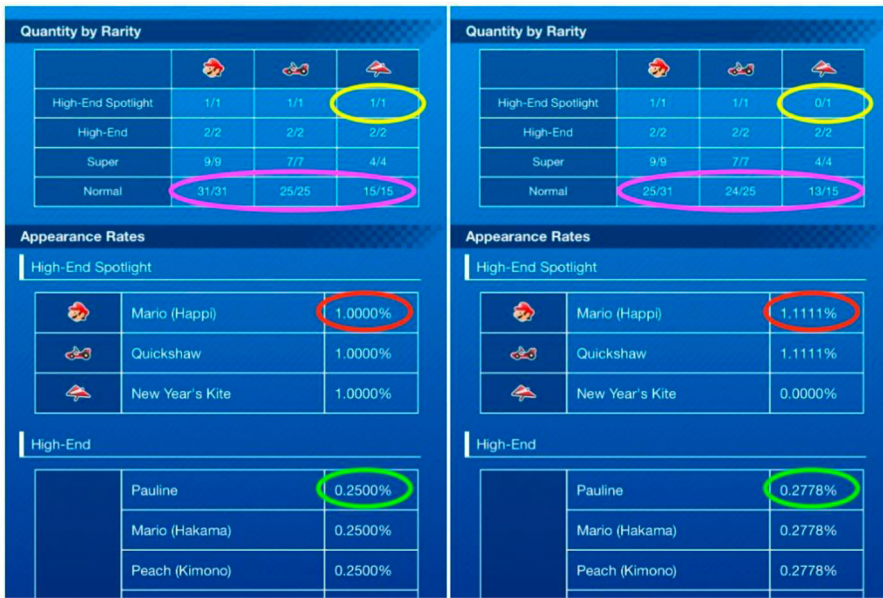 Quantity by Rarity
High-End Spotlight 1/1 1/1 1/1
High-End 2/2 2/2 2/2
Super 9/9 7/7 4/4
Normal 31/31 25/25 15/15
Appearance Rates
High-End Spotlight
Mario (Happi) 1.0000%
Quickshaw 1.0000%
New Year's Kite 1.0000%
High-End
Pauline 0.2500%
Mario (Hakama) 0.2500%
Peach (Kimono) 0.2500%
Quantity by Rarity
High-End Spotlight 1/1 1/1 0/1
High-End 2/2 2/2 2/2
Super 9/9 7/7 4/4
Normal 25/31 24/25 13/15
Appearance Rates
High-End Spotlight
Mario (Happi) 1.1111%
Quickshaw 1.1111%
New Year's Kite 0.0000%
High-End
Pauline 0.2778%
Mario (Hakama) 0.2778%
Peach (Kimono) 0.2778%